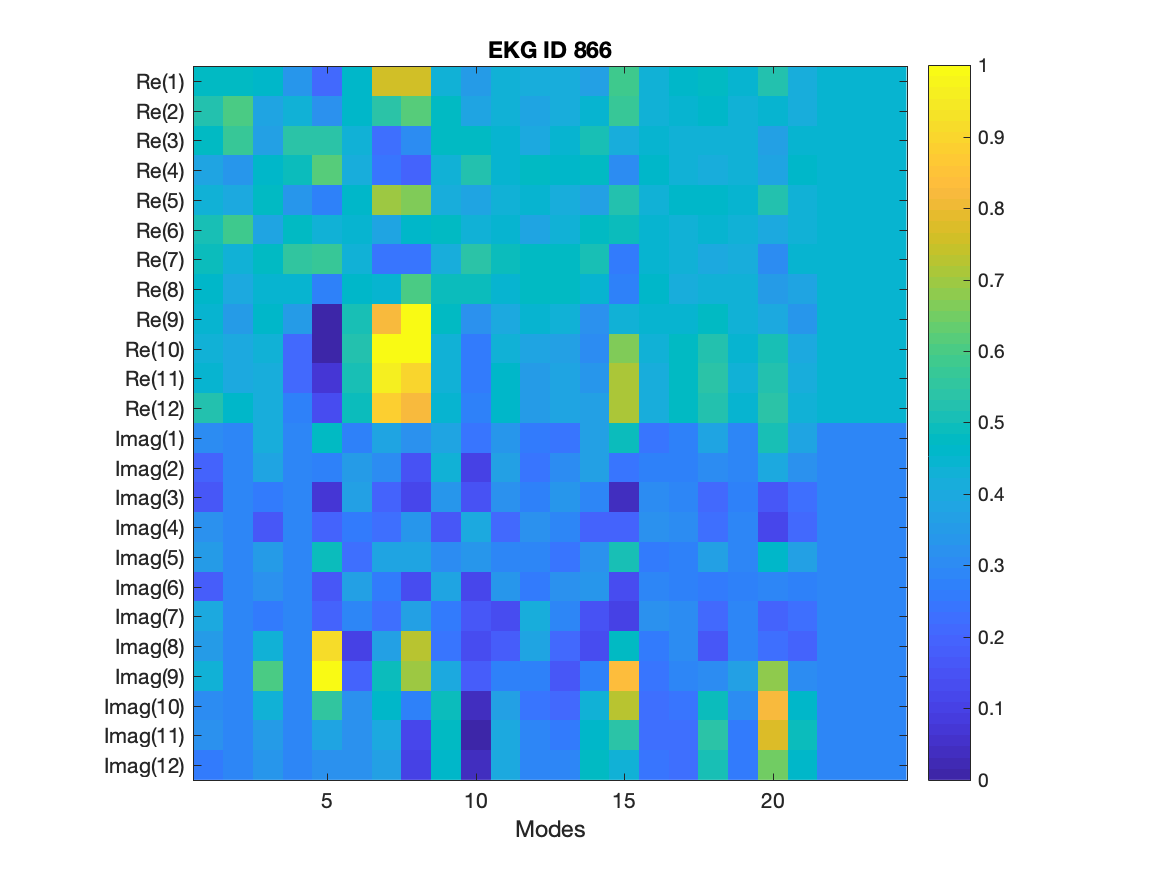 EKG ID 866
Re(1)
Re(2)
Re(3)
Re(4)
Re(5)
Re(6)
Re(7)
Re(8)
Re(9)
Re(10)
Re(11)
Re(12)
Imag(1)
Imag(2)
Imag(3)
Imag(4)
Imag(5)
Imag(6)
Imag(7)
Imag(8)
Imag(9)
Imag(10)
Imag(11)
Imag(12)
5 10 15 20
Modes
1
0.9
0.8
0.7
0.6
0.5
0.4
0.3
0.2
0.1
0